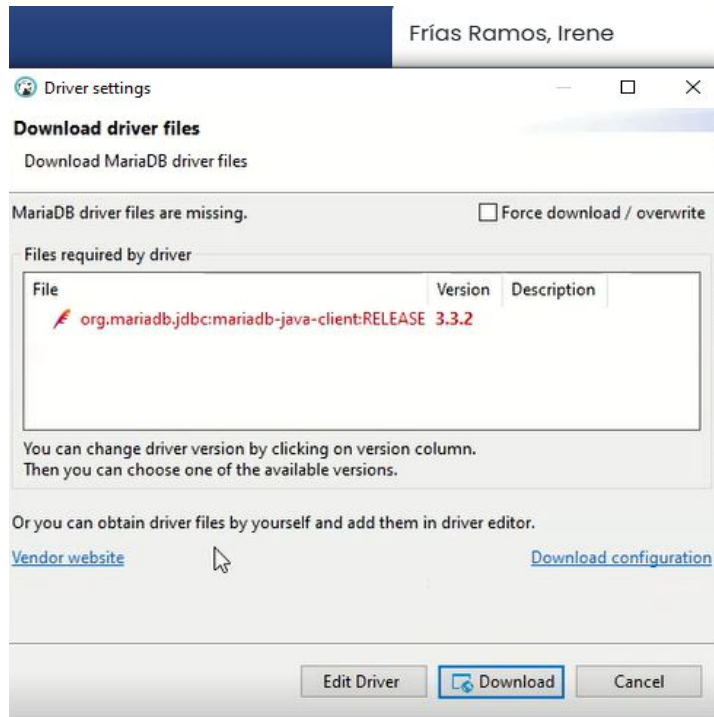 Frías Ramos, Irene
Driver settings
Download driver files
Download MariaDB driver files
MariaDB driver files are missing.
Force download / overwrite
Files required by driver
File Version Description
org.mariadb.jdbc:mariadb-java-client:RELEASE 3.3.2
You can change driver version by clicking on version column.
Then you can choose one of the available versions.
Or you can obtain driver files by yourself and add them in driver editor.
Vendor website Download configuration
Edit Driver Download Cancel